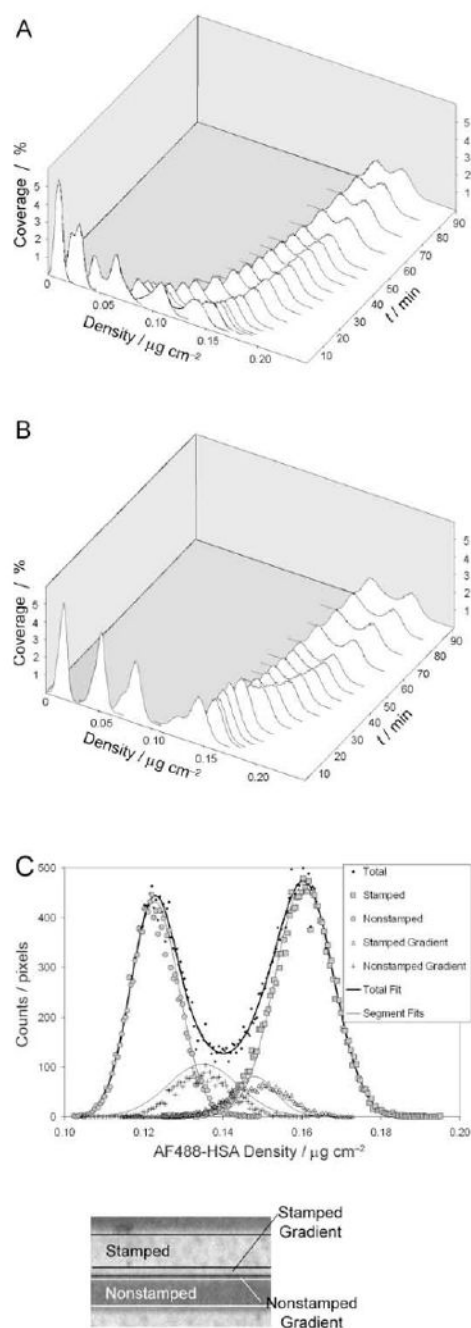 A
Coverage / %
5
4
3
2
1
0
0.05
0.10
0.15
0.20
Density / µg cm⁻²
10
20
30
40
50
60
70
80
90
t / min
5
4
3
2
1
B
Coverage / %
5
4
3
2
1
0
0.05
0.10
0.15
0.20
Density / µg cm⁻²
10
20
30
40
50
60
70
80
90
t / min
5
4
3
2
1
C
Counts / pixels
500
400
300
200
100
0
0.10
0.12
0.14
0.16
0.18
0.20
AF488-HSA Density / µg cm⁻²
Total
Stamped
Nonstamped
Stamped Gradient
Nonstamped Gradient
Total Fit
Segment Fits
Stamped
Gradient
Stamped
Nonstamped
Nonstamped
Gradient